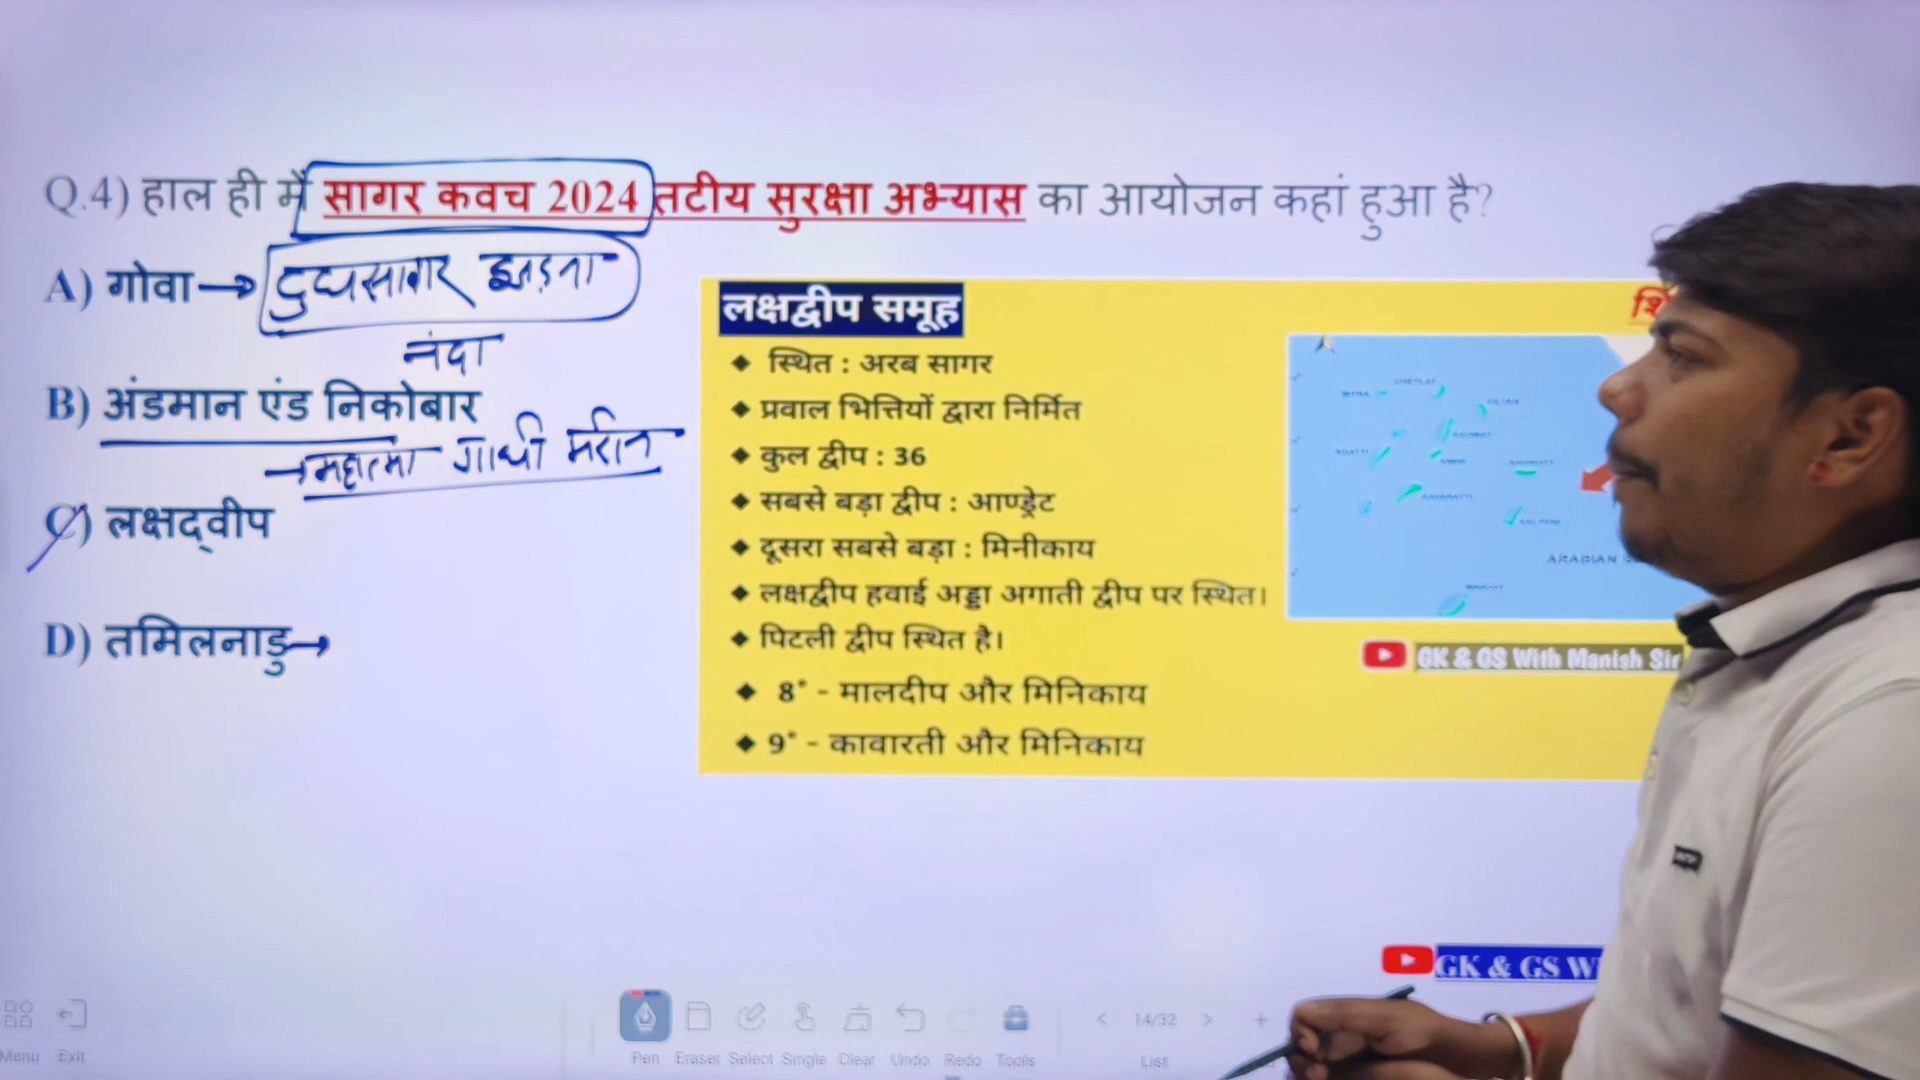 Q.4) हाल ही में सागर कवच 2024 तटीय सुरक्षा अभ्यास का आयोजन कहां हुआ है?
A) गोवा → दुधसागर झड़ना
नंदा
B) अंडमान एंड निकोबार
→ महात्मा गांधी मरीन
C) लक्षद्वीप
D) तमिलनाडु →
लक्षद्वीप समूह
◆ स्थित : अरब सागर
◆ प्रवाल भित्तियों द्वारा निर्मित
◆ कुल द्वीप : 36
◆ सबसे बड़ा द्वीप : आण्ड्रेट
◆ दूसरा सबसे बड़ा : मिनीकाय
◆ लक्षद्वीप हवाई अड्डा अगाती द्वीप पर स्थित।
◆ पिटली द्वीप स्थित है।
◆ 8° - मालदीप और मिनिकाय
◆ 9° - कावारती और मिनिकाय
ARABIAN
GK & GS With Manish Sir
GK & GS W
Menu Exit
Pen Eraser Select Single Clear Undo Redo Tools
< 14/32 > +
List